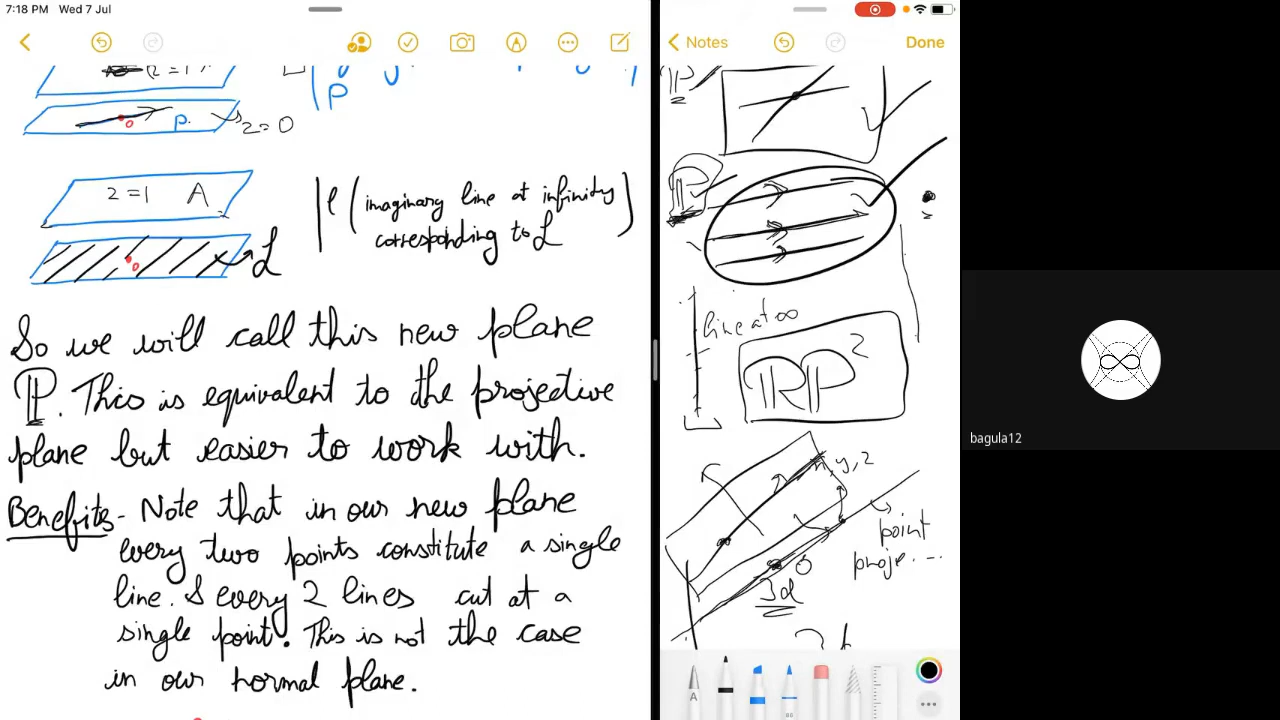 7:18 PM Wed 7 Jul
p
p.
z=0
z=1 A
l (imaginary line at infinity
corresponding to L)
L
So we will call this new plane
ℙ. This is equivalent to the projective
plane but easier to work with.
Benefits- Note that in our new plane
every two points constitute a single
line. & every 2 lines cut at a
single point. This is not the case
in our normal plane.
Notes
Done
ℙ
ℙ
line at ∞
ℝℙ²
x, y, z
point
proje. ...
0
3d
bagula12